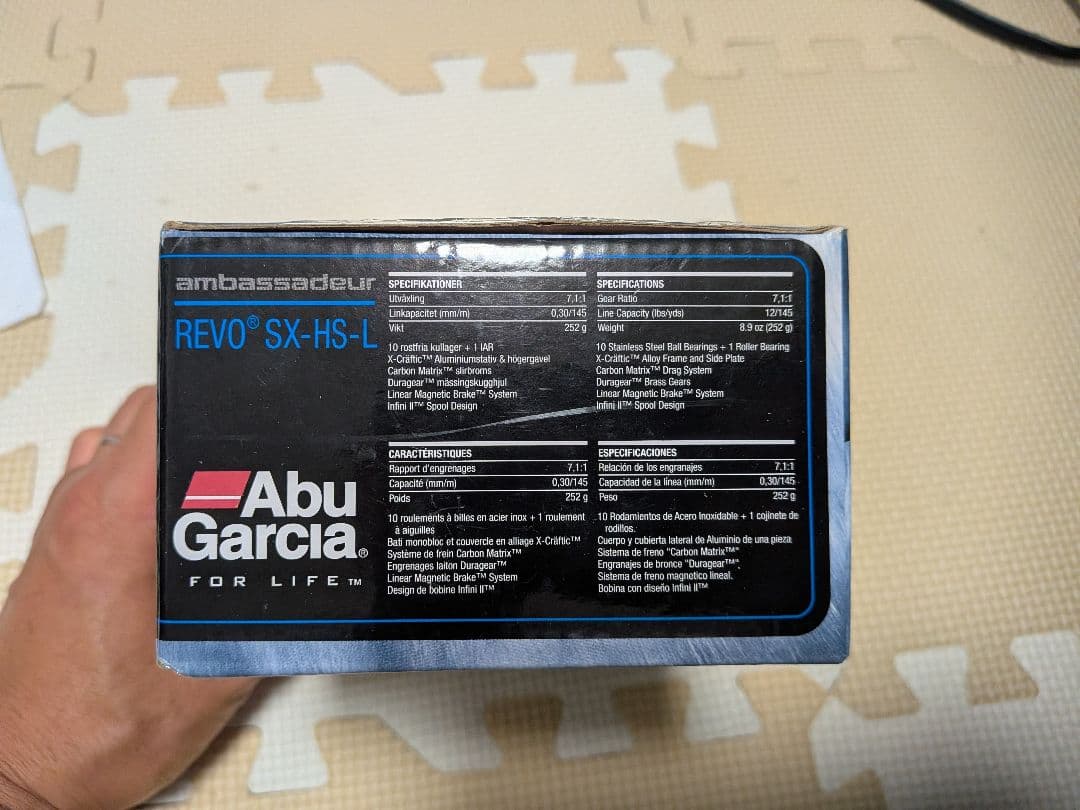 ambassadeur
REVO® SX-HS-L
SPECIFIKATIONER
Utväxling 7,1:1
Linkapacitet (mm/m) 0,30/145
Vikt 252 g
10 rostfria kullager + 1 IAR
X-Cräftic™ Aluminiumstativ & högergavel
Carbon Matrix™ slirbroms
Duragear™ mässingskugghjul
Linear Magnetic Brake™ System
Infini II™ Spool Design
SPECIFICATIONS
Gear Ratio 7,1:1
Line Capacity (lbs/yds) 12/145
Weight 8.9 oz (252 g)
10 Stainless Steel Ball Bearings + 1 Roller Bearing
X-Cräftic™ Alloy Frame and Side Plate
Carbon Matrix™ Drag System
Duragear™ Brass Gears
Linear Magnetic Brake™ System
Infini II™ Spool Design
CARACTÉRISTIQUES
Rapport d'engrenages 7,1:1
Capacité (mm/m) 0,30/145
Poids 252 g
10 roulements à billes en acier inox + 1 roulement
à aiguilles
Bati monobloc et couvercle en alliage X-Cräftic™
Système de frein Carbon Matrix™
Engrenages laiton Duragear™
Linear Magnetic Brake™ System
Design de bobine Infini II™
ESPECIFICACIONES
Relación de los engranajes 7,1:1
Capacidad de la línea (mm/m) 0,30/145
Peso 252 g
10 Rodamientos de Acero Inoxidable + 1 cojinete de
rodillos.
Cuerpo y cubierta lateral de Aluminio de una pieza
Sistema de freno "Carbon Matrix™"
Engranajes de bronce "Duragear™"
Sistema de freno magnetico lineal.
Bobina con diseño Infini II™
Abu
Garcia®
FOR LIFE™